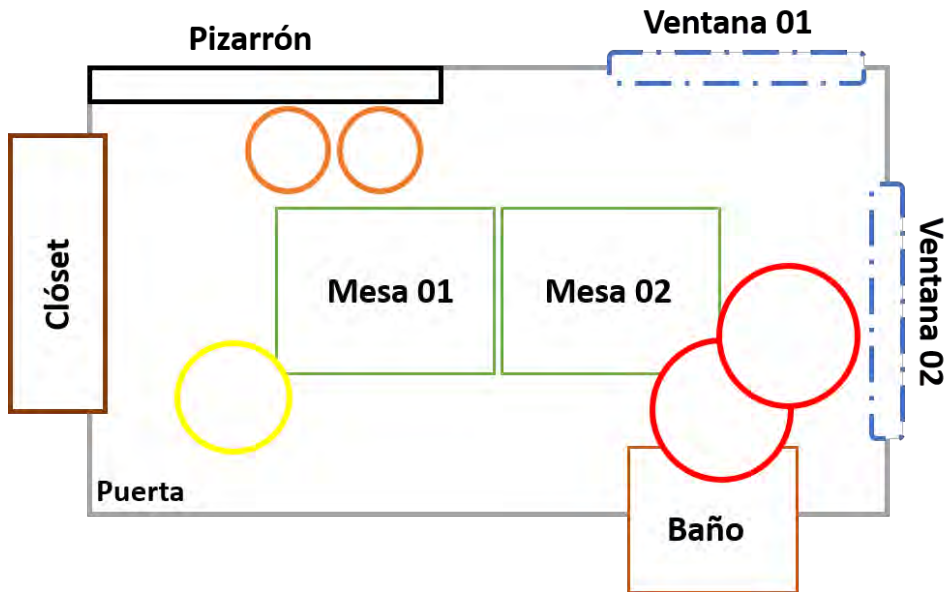 Ventana 01
Pizarrón
Clóset
Mesa 01
Mesa 02
Ventana 02
Puerta
Baño